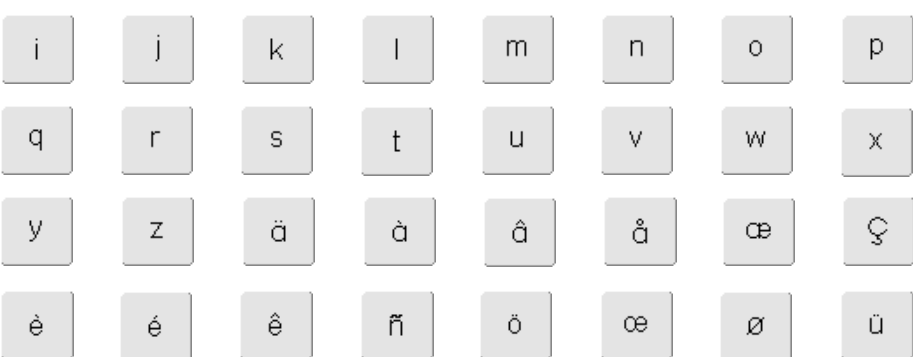 i j k l m n o p
q r s t u v w x
y z ä à â å œ Ç
è é ê ñ ö œ ø ü